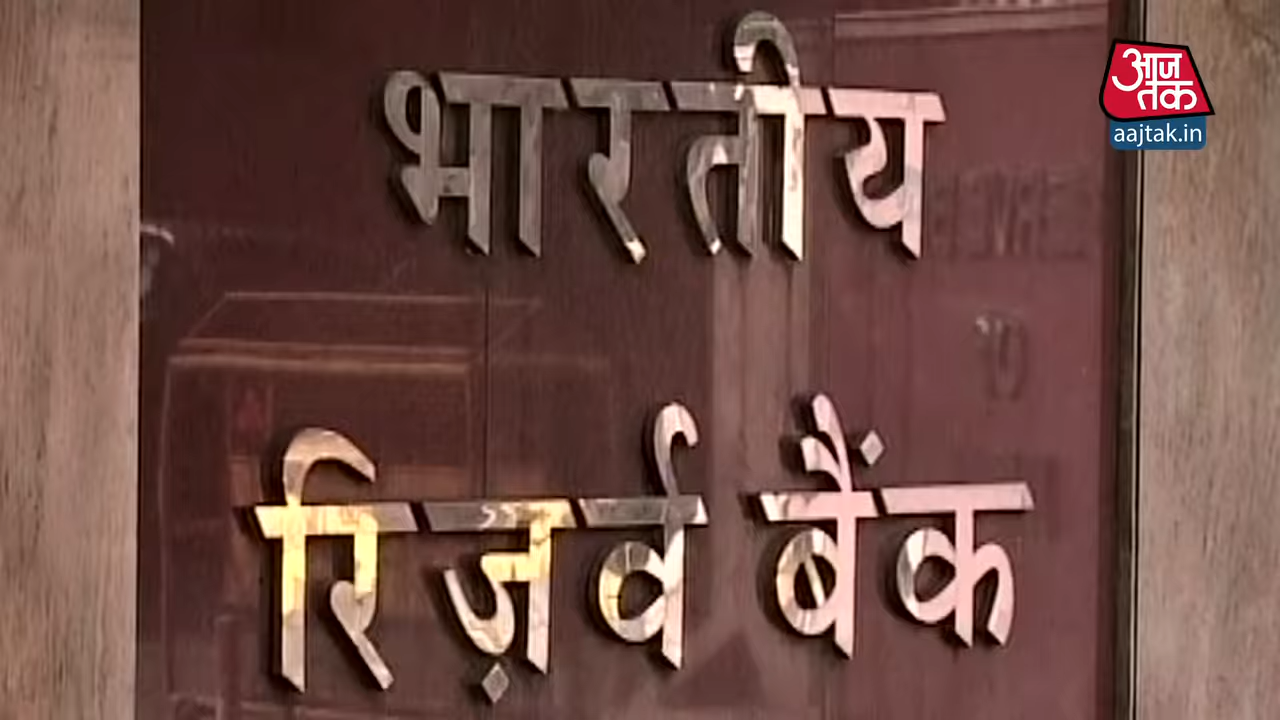 भारतीय
रिज़र्व बैंक
आज
तक
aajtak.in